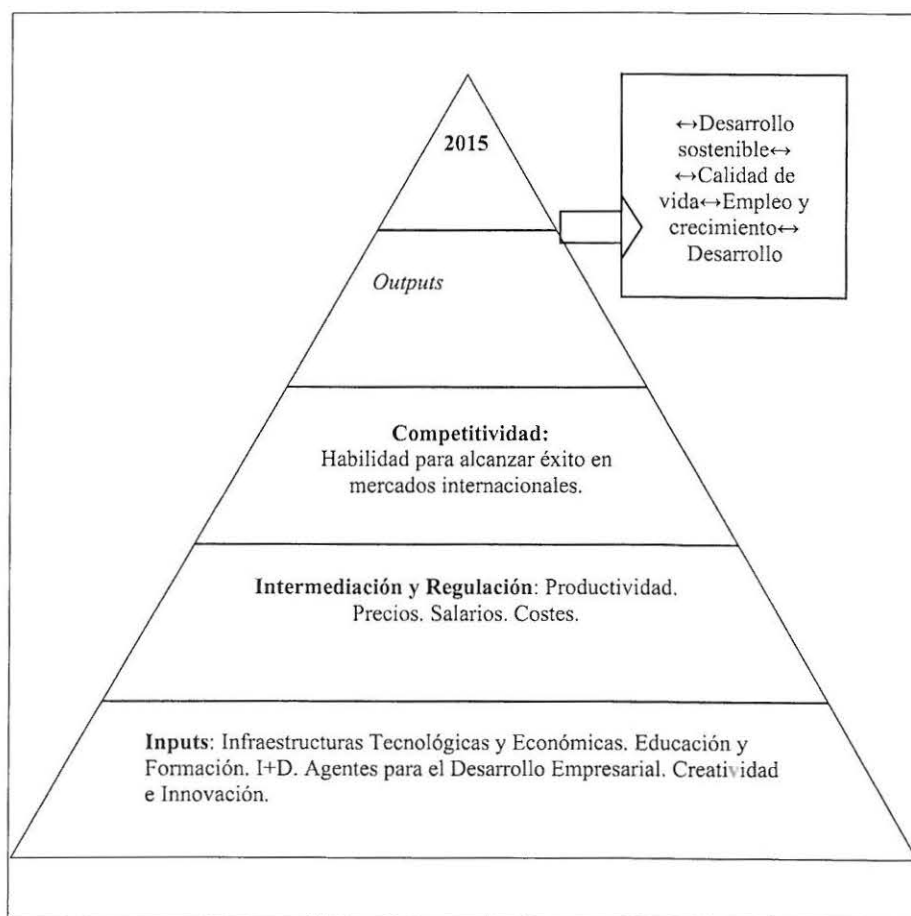 2015
↔Desarrollo
sostenible↔
↔Calidad de
vida↔Empleo y
crecimiento↔
Desarrollo
Outputs
Competitividad:
Habilidad para alcanzar éxito en
mercados internacionales.
Intermediación y Regulación: Productividad.
Precios. Salarios. Costes.
Inputs: Infraestructuras Tecnológicas y Económicas. Educación y
Formación. I+D. Agentes para el Desarrollo Empresarial. Creatividad
e Innovación.